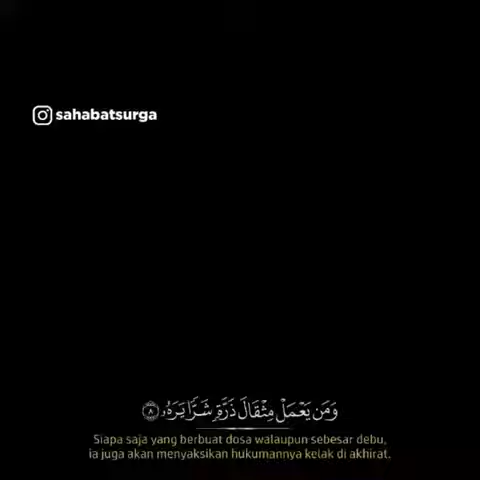 sahabatsurga
وَمَن يَعْمَلْ مِثْقَالَ ذَرَّةٍ شَرًّا يَرَهُۥ ٨
Siapa saja yang berbuat dosa walaupun sebesar debu,
ia juga akan menyaksikan hukumannya kelak di akhirat.